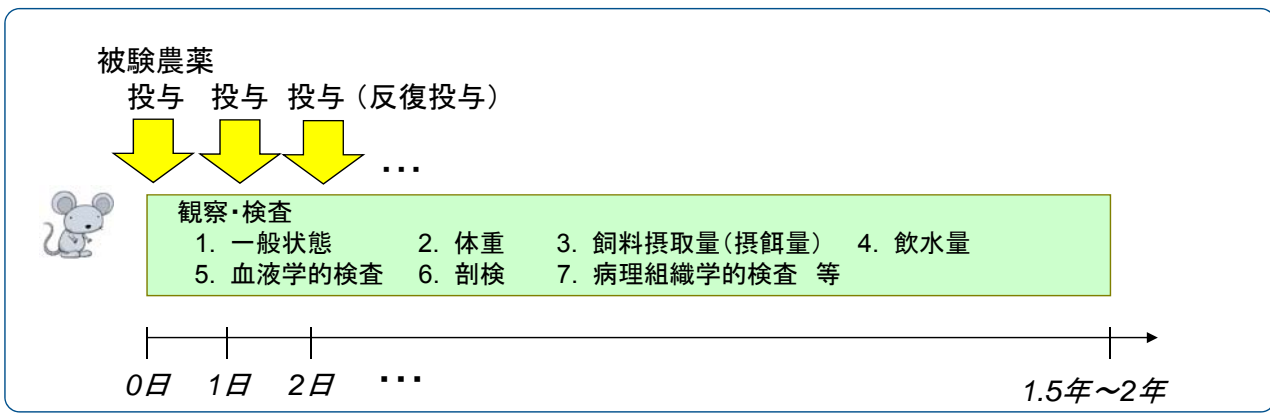 被験農薬
投与 投与 投与（反復投与）
・・・
観察・検査
1. 一般状態 2. 体重 3. 飼料摂取量（摂餌量） 4. 飲水量
5. 血液学的検査 6. 剖検 7. 病理組織学的検査 等
0日 1日 2日 ・・・ 1.5年～2年